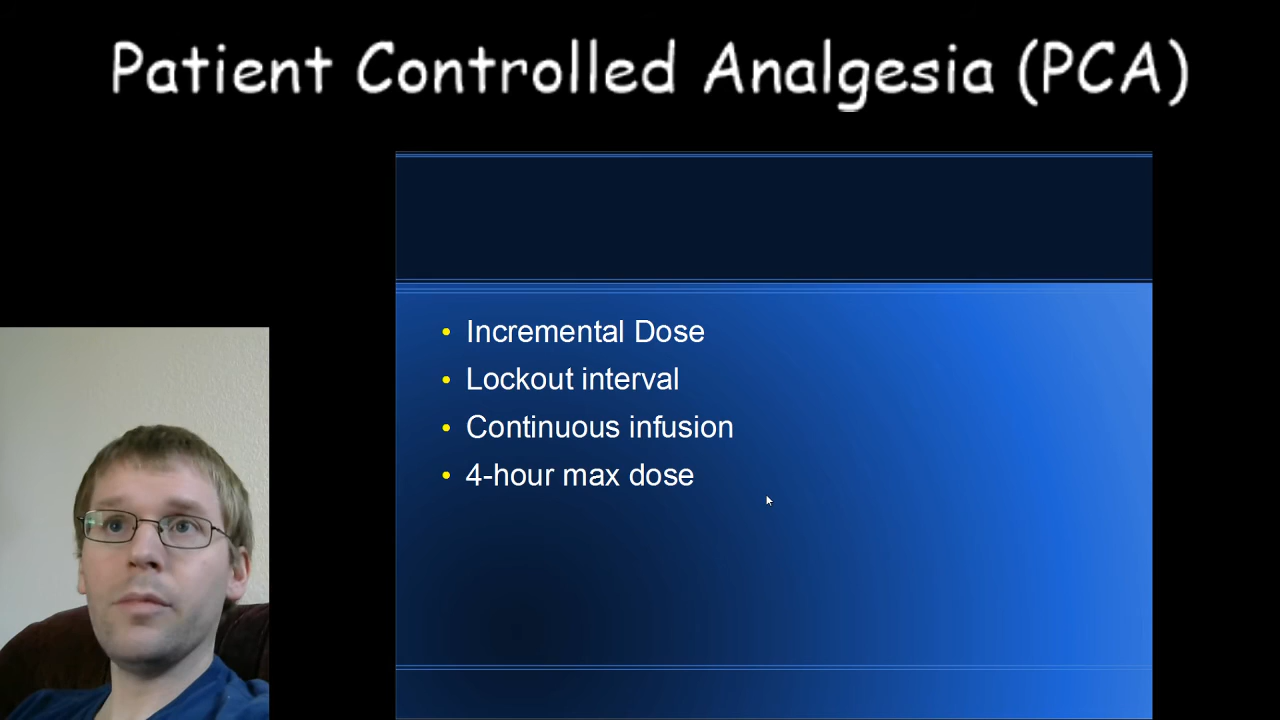 Patient Controlled Analgesia (PCA)
• Incremental Dose
• Lockout interval
• Continuous infusion
• 4-hour max dose